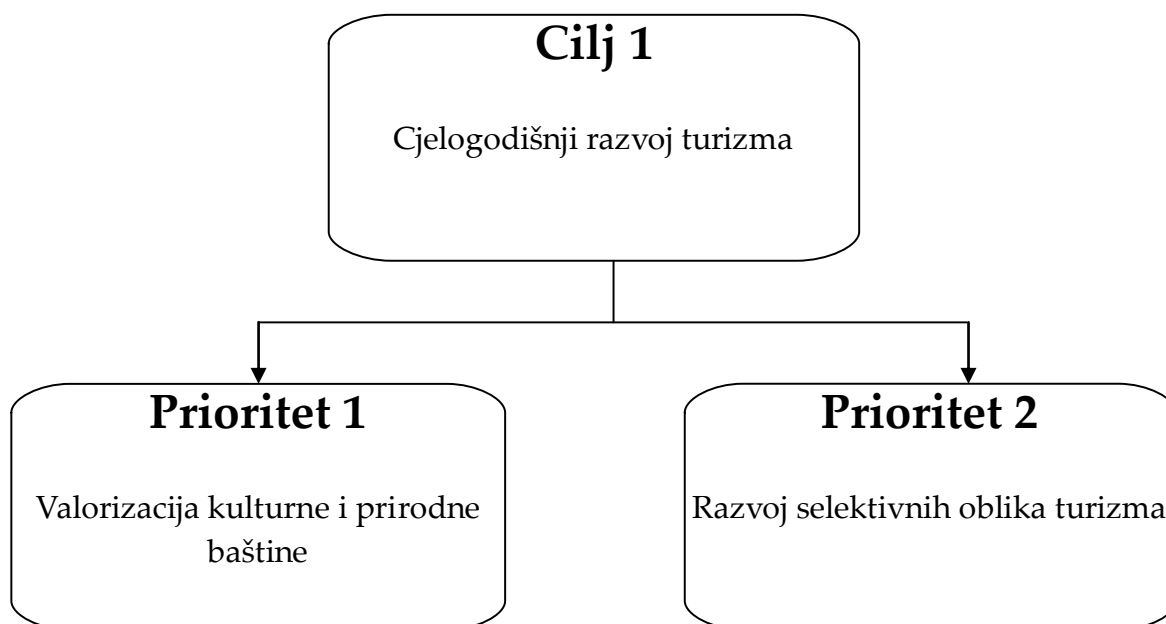 Cilj 1
Cjelogodišnji razvoj turizma
Prioritet 1
Valorizacija kulturne i prirodne
baštine
Prioritet 2
Razvoj selektivnih oblika turizma